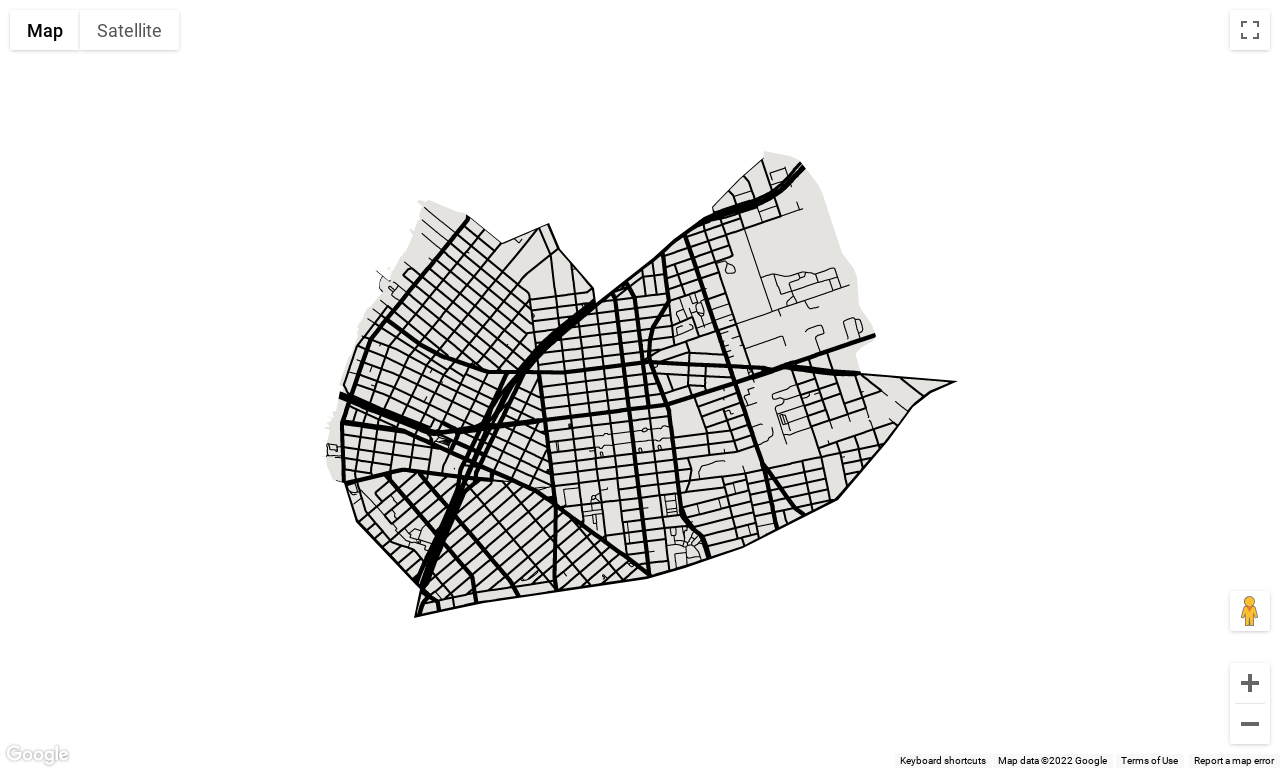 Map
Satellite
Google
Keyboard shortcuts
Map data ©2022 Google
Terms of Use
Report a map error